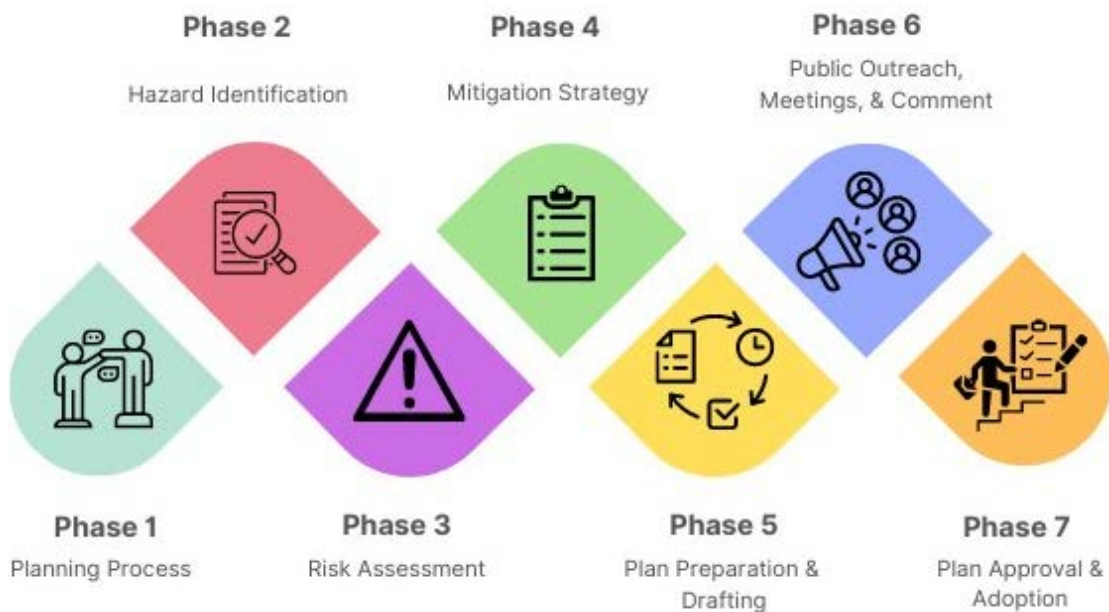 Phase 2
Hazard Identification
Phase 4
Mitigation Strategy
Phase 6
Public Outreach,
Meetings, & Comment
Phase 1
Planning Process
Phase 3
Risk Assessment
Phase 5
Plan Preparation &
Drafting
Phase 7
Plan Approval &
Adoption